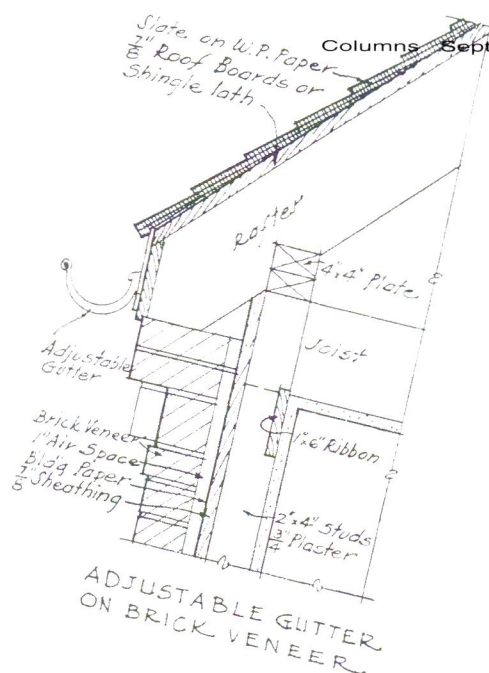 Slate on W.P. Paper
7/8" Roof Boards or
Shingle lath
Columns Sept
Rafter
4"x4" Plate
Joist
Adjustable
Gutter
1"x6" Ribbon
Brick Veneer
1" Air Space
Bldg Paper
7/8" Sheathing
2"x4" Studs
3/4" Plaster
ADJUSTABLE GUTTER
ON BRICK VENEER